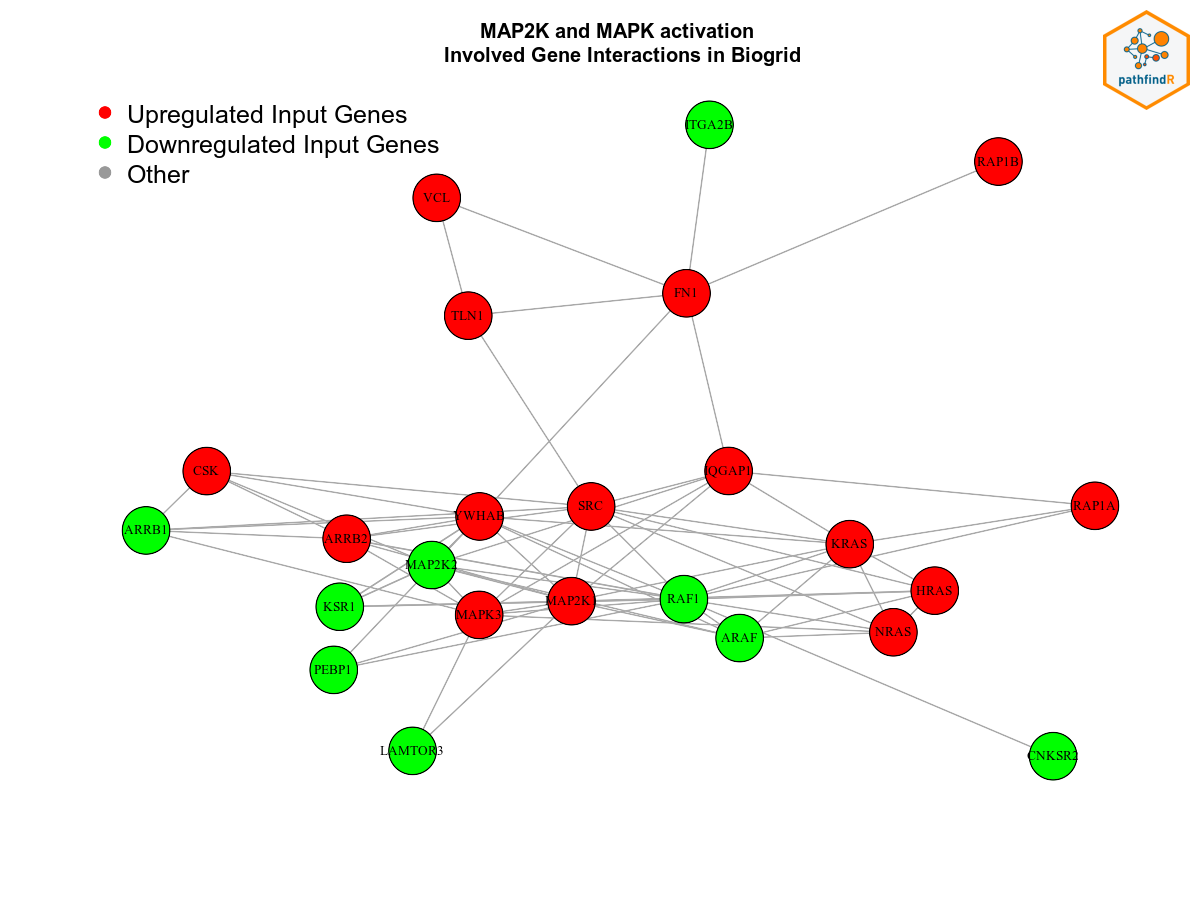 MAP2K and MAPK activation
Involved Gene Interactions in Biogrid
pathfindR
Upregulated Input Genes
Downregulated Input Genes
Other
ITGA2B
RAP1B
VCL
FN1
TLN1
CSK
IQGAP1
SRC
RAP1A
YWHAB
ARRB1
ARRB2
KRAS
MAP2K2
HRAS
RAF1
MAP2K
KSR1
MAPK3
NRAS
ARAF
PEBP1
LAMTOR3
CNKSR2